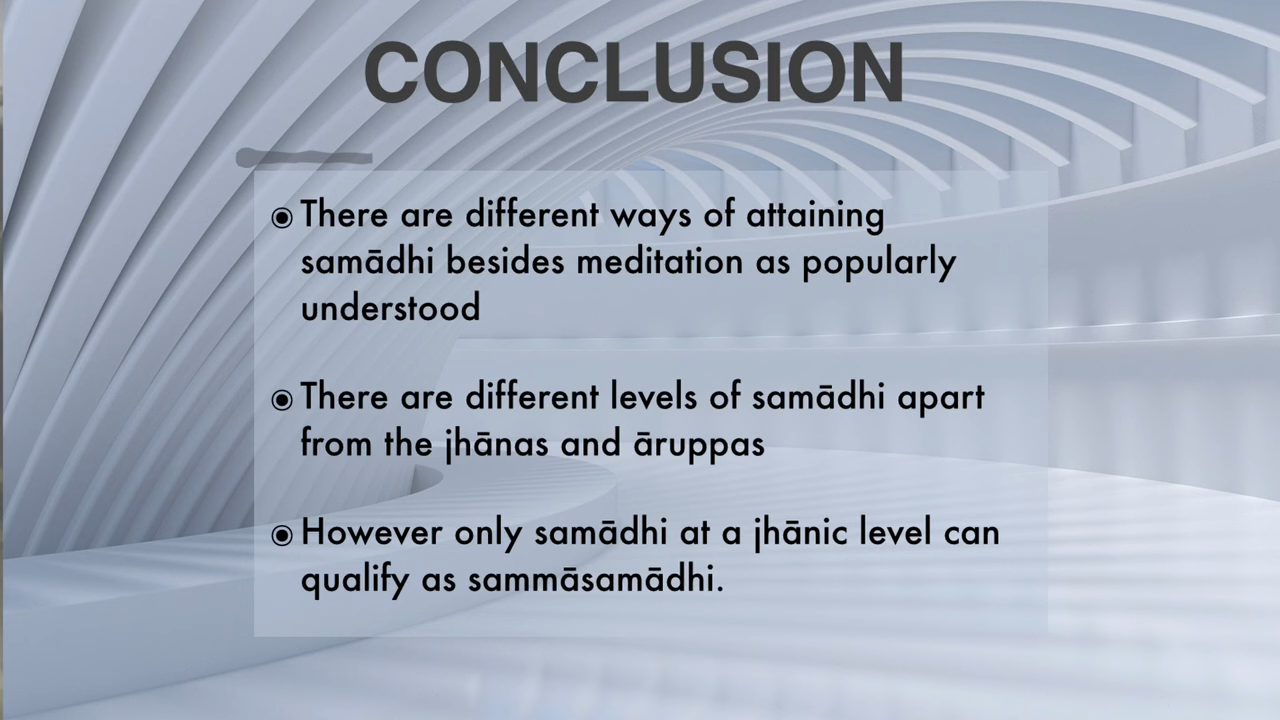 CONCLUSION
◉ There are different ways of attaining
samādhi besides meditation as popularly
understood
◉ There are different levels of samādhi apart
from the jhānas and āruppas
◉ However only samādhi at a jhānic level can
qualify as sammāsamādhi.